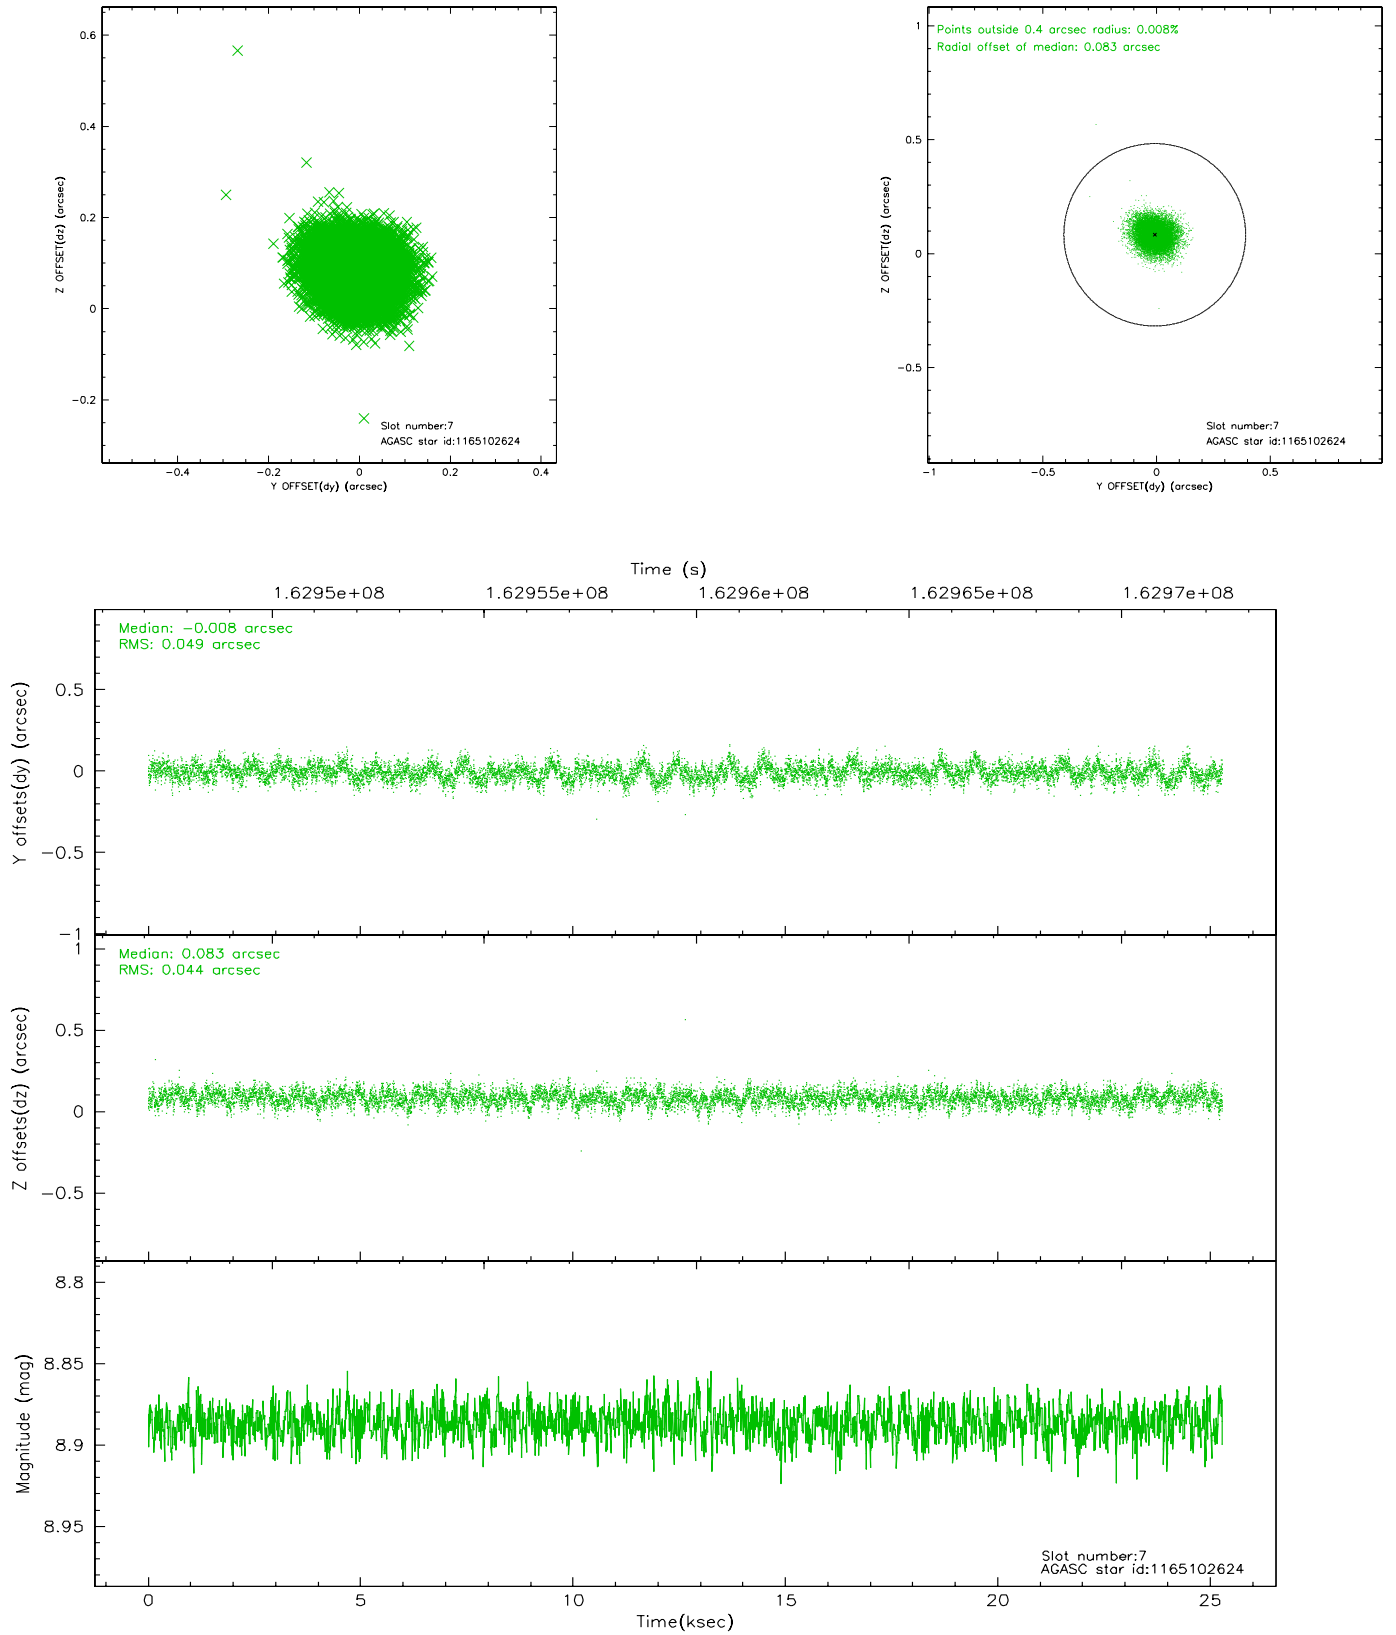 0.6
0.4
0.2
0
−0.2
Z OFFSET(dz) (arcsec)
Slot number:7
AGASC star id:1165102624
−0.4
−0.2
0
0.2
0.4
Y OFFSET(dy) (arcsec)
Points outside 0.4 arcsec radius: 0.008%
Radial offset of median: 0.083 arcsec
1
0.5
0
−0.5
Z OFFSET(dz) (arcsec)
Slot number:7
AGASC star id:1165102624
−1
−0.5
0
0.5
Y OFFSET(dy) (arcsec)
Time (s)
1.6295e+08
1.62955e+08
1.6296e+08
1.62965e+08
1.6297e+08
Median: −0.008 arcsec
RMS: 0.049 arcsec
0.5
0
−0.5
−1
Y offsets(dy) (arcsec)
Median: 0.083 arcsec
RMS: 0.044 arcsec
1
0.5
0
−0.5
Z offsets(dz) (arcsec)
8.8
8.85
8.9
8.95
Magnitude (mag)
Slot number:7
AGASC star id:1165102624
0
5
10
15
20
25
Time(ksec)